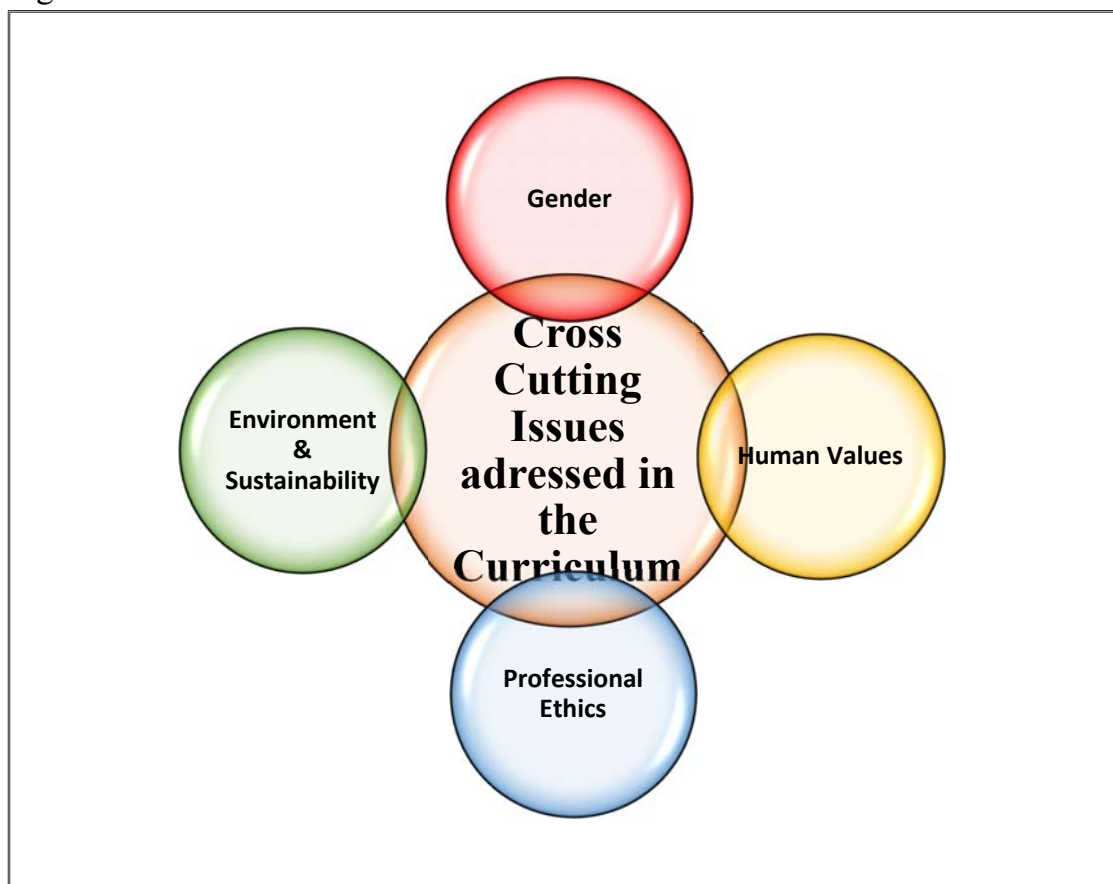 Gender
Cross
Cutting
Issues
adressed in
the
Curriculum
Environment
&
Sustainability
Human Values
Professional
Ethics